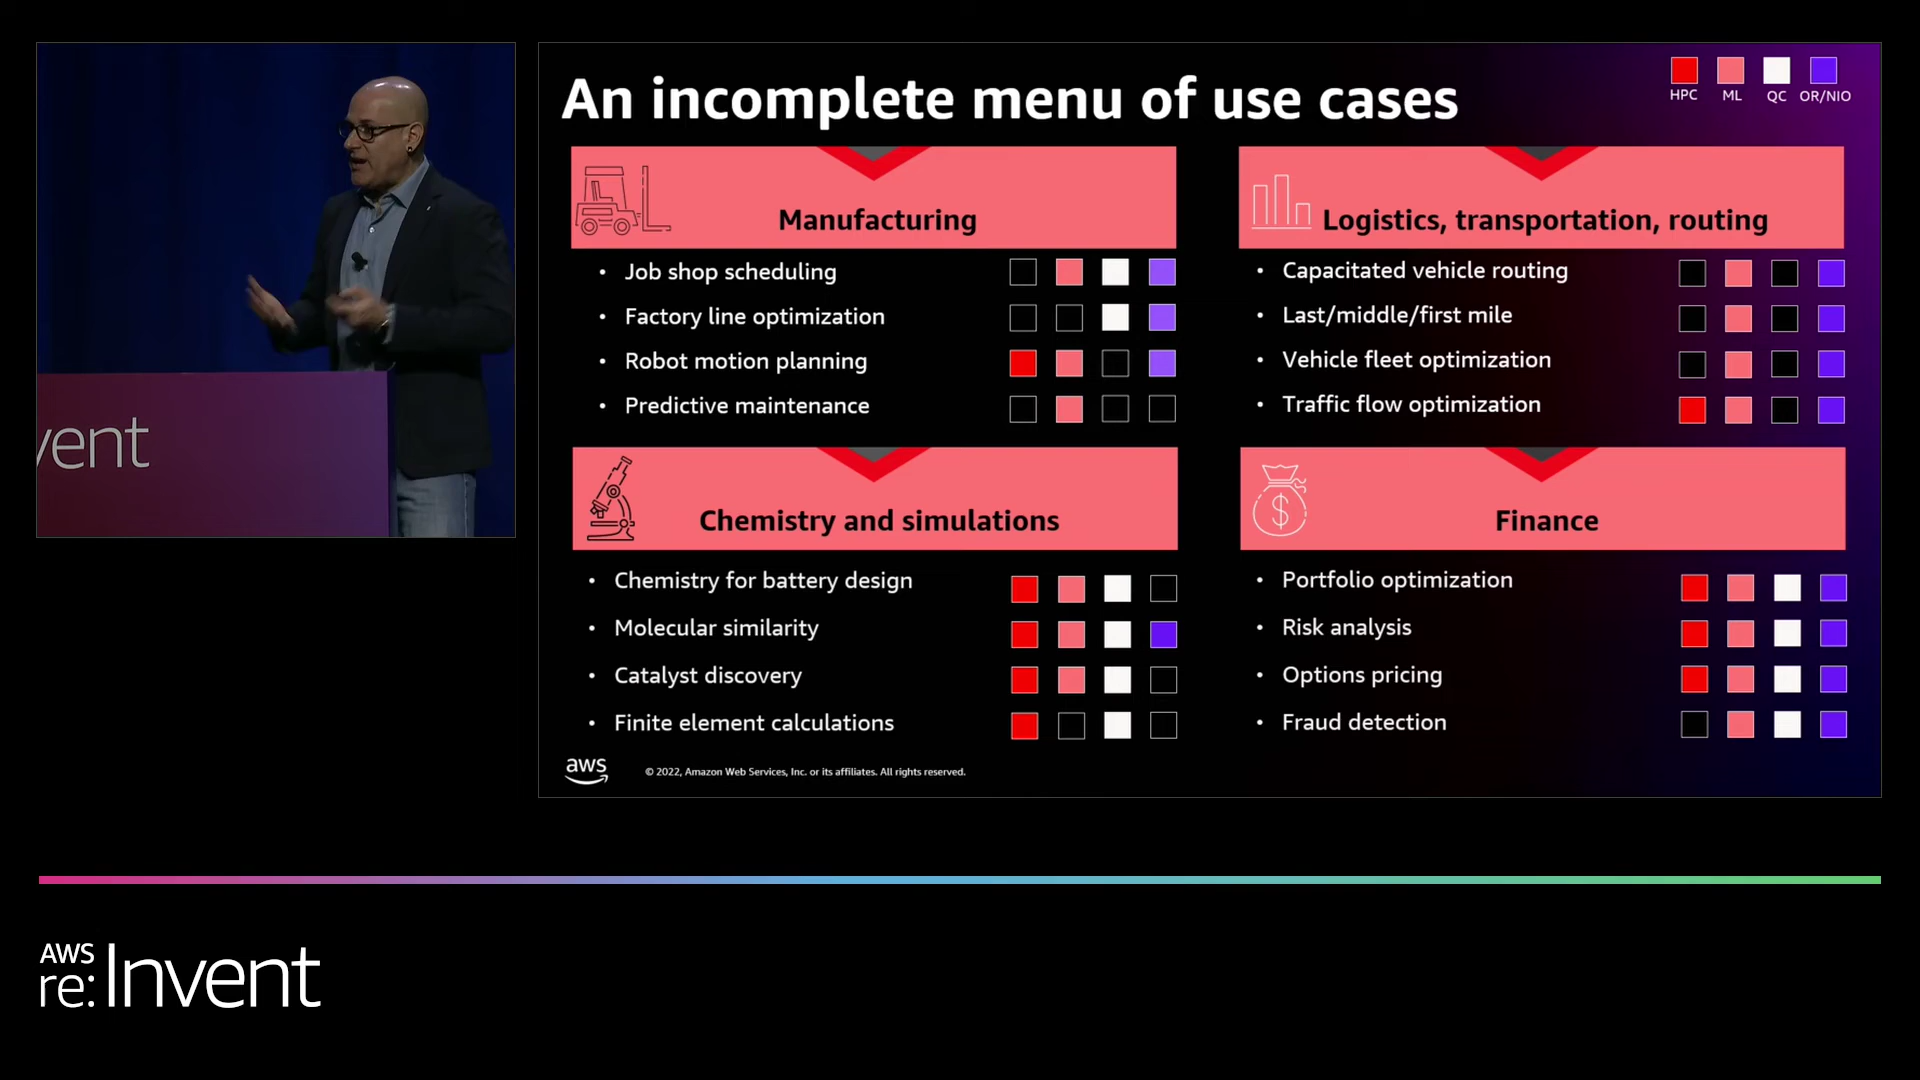 vent
An incomplete menu of use cases
HPC ML QC OR/NIO
Manufacturing
• Job shop scheduling
• Factory line optimization
• Robot motion planning
• Predictive maintenance
Logistics, transportation, routing
• Capacitated vehicle routing
• Last/middle/first mile
• Vehicle fleet optimization
• Traffic flow optimization
Chemistry and simulations
• Chemistry for battery design
• Molecular similarity
• Catalyst discovery
• Finite element calculations
Finance
$
• Portfolio optimization
• Risk analysis
• Options pricing
• Fraud detection
aws
© 2022, Amazon Web Services, Inc. or its affiliates. All rights reserved.
AWS
re:Invent